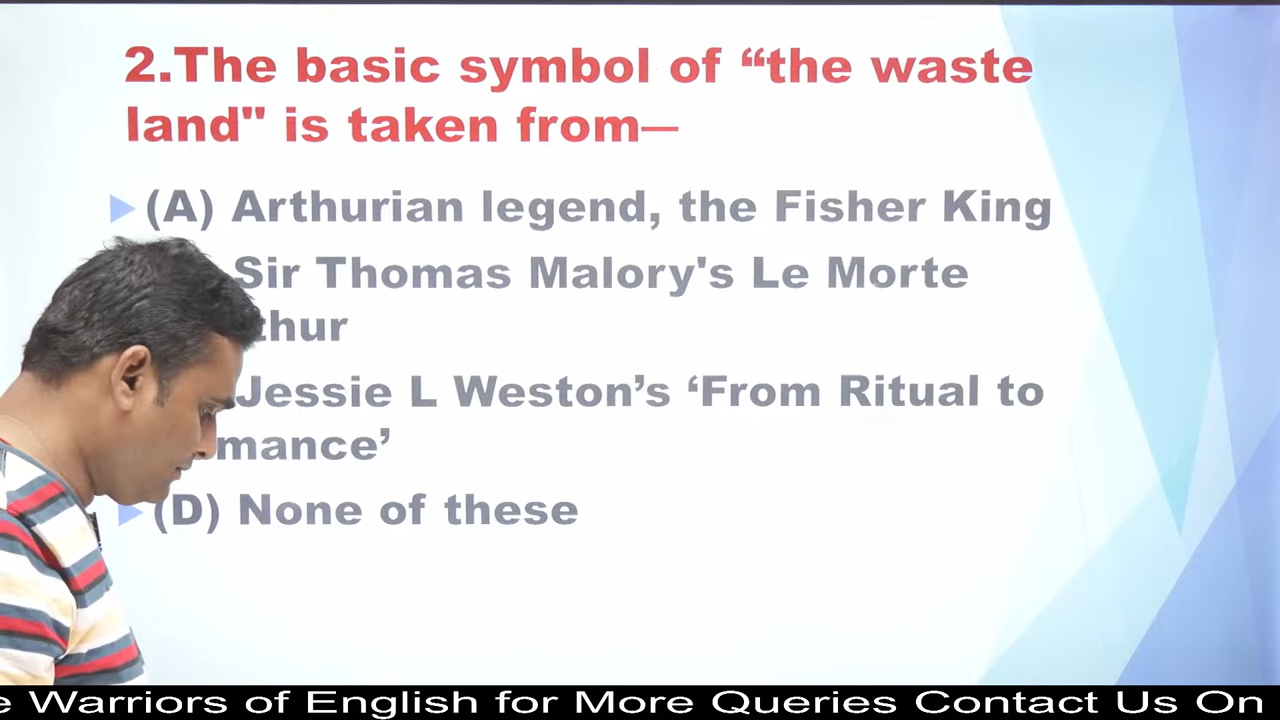 2.The basic symbol of “the waste
land" is taken from—
(A) Arthurian legend, the Fisher King
Sir Thomas Malory's Le Morte
thur
Jessie L Weston’s ‘From Ritual to
mance’
(D) None of these
e Warriors of English for More Queries Contact Us On